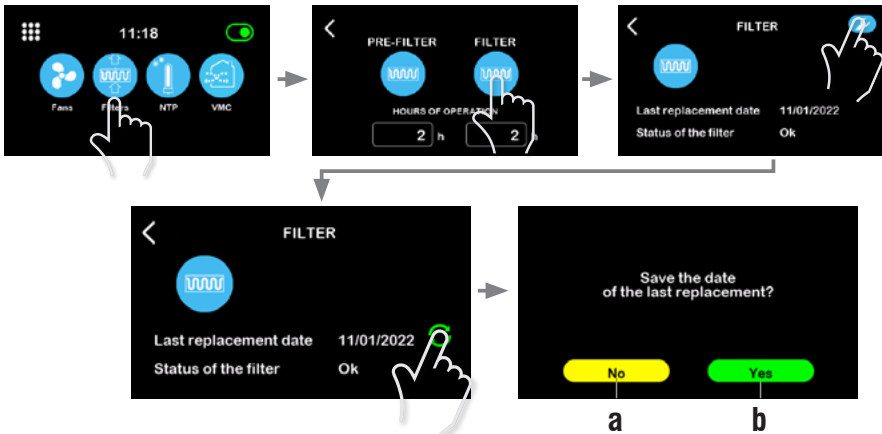 11:18
Fans Filters NTP VMC
PRE-FILTER FILTER
HOURS OF OPERATION
2 h 2
FILTER
Last replacement date 11/01/2022
Status of the filter Ok
FILTER
Last replacement date 11/01/2022
Status of the filter Ok
Save the date
of the last replacement?
No Yes
a b